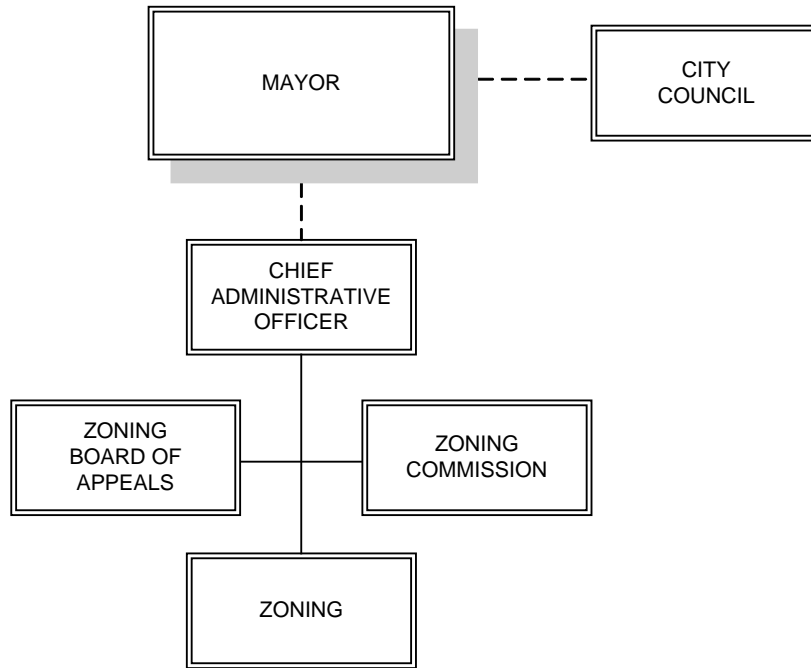 MAYOR
CITY
COUNCIL
CHIEF
ADMINISTRATIVE
OFFICER
ZONING
BOARD OF
APPEALS
ZONING
COMMISSION
ZONING